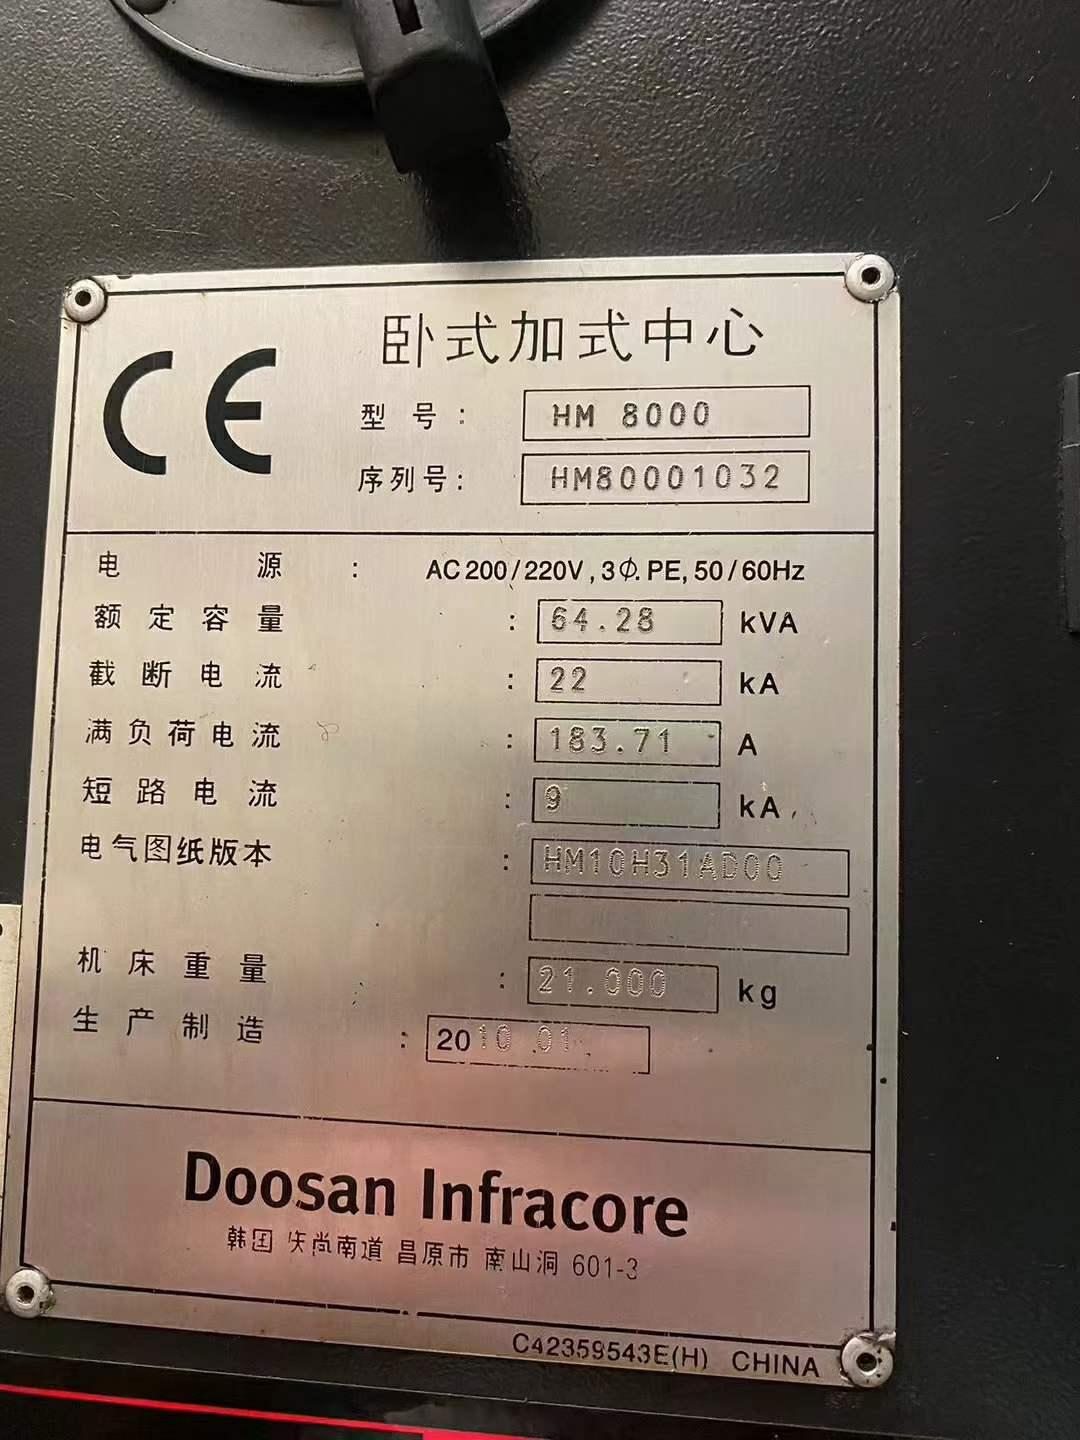 CE
卧式加式中心
型号: HM 8000
序列号: HM80001032
电源 : AC 200/220V, 3Φ. PE, 50/60Hz
额定容量 : 64.28 kVA
截断电流 : 22 kA
满负荷电流 : 183.71 A
短路电流 : 9 kA
电气图纸版本 : HM10H31AD00
机床重量 : 21.000 kg
生产制造 : 2010 01
Doosan Infracore
韩国 尚南道 昌原市 南山洞 601-3
C42359543E(H) CHINA